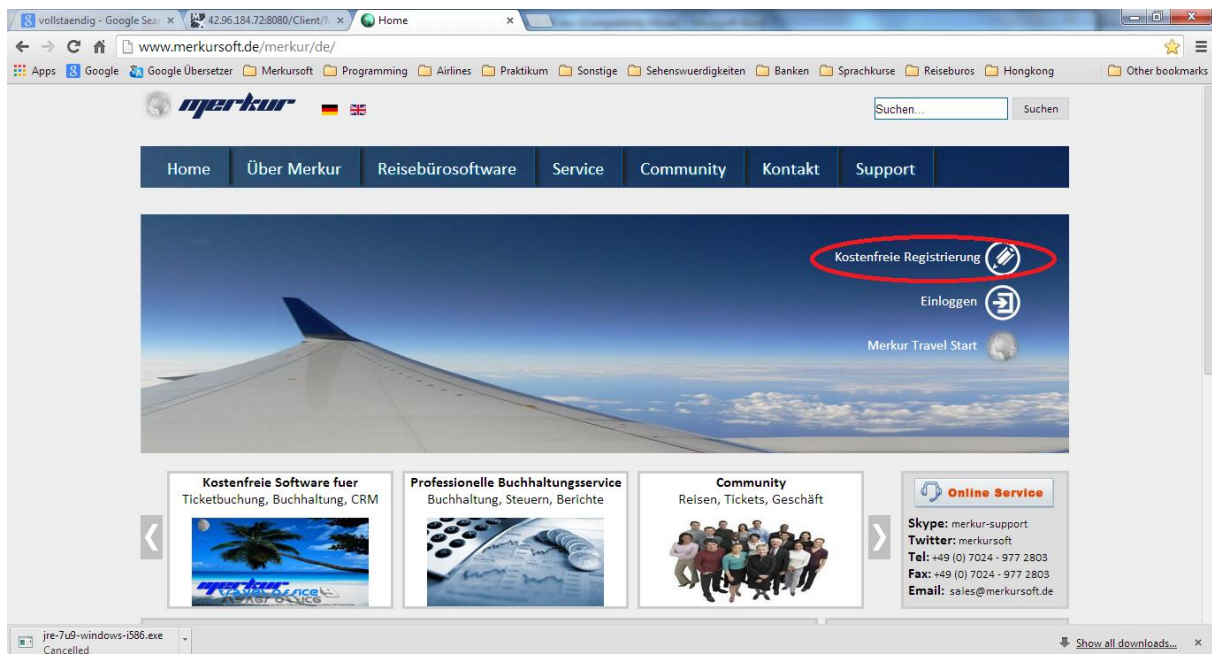 vollstaendig - Google Sea
42.96.184.72:8080/Client/
Home
www.merkursoft.de/merkur/de/
Apps Google Google Übersetzer Merkursoft Programming Airlines Praktikum Sonstige Sehenswuerdigkeiten Banken Sprachkurse Reiseburos Hongkong Other bookmarks
merkur
Suchen... Suchen
Home Über Merkur Reisebürosoftware Service Community Kontakt Support
Kostenfreie Registrierung
Einloggen
Merkur Travel Start
Kostenfreie Software fuer
Ticketbuchung, Buchhaltung, CRM
merkur
Professionelle Buchhaltungsservice
Buchhaltung, Steuern, Berichte
Community
Reisen, Tickets, Geschäft
Online Service
Skype: merkur-support
Twitter: merkursoft
Tel: +49 (0) 7024 - 977 2803
Fax: +49 (0) 7024 - 977 2803
Email: sales@merkursoft.de
jre-7u9-windows-i586.exe
Cancelled
Show all downloads...